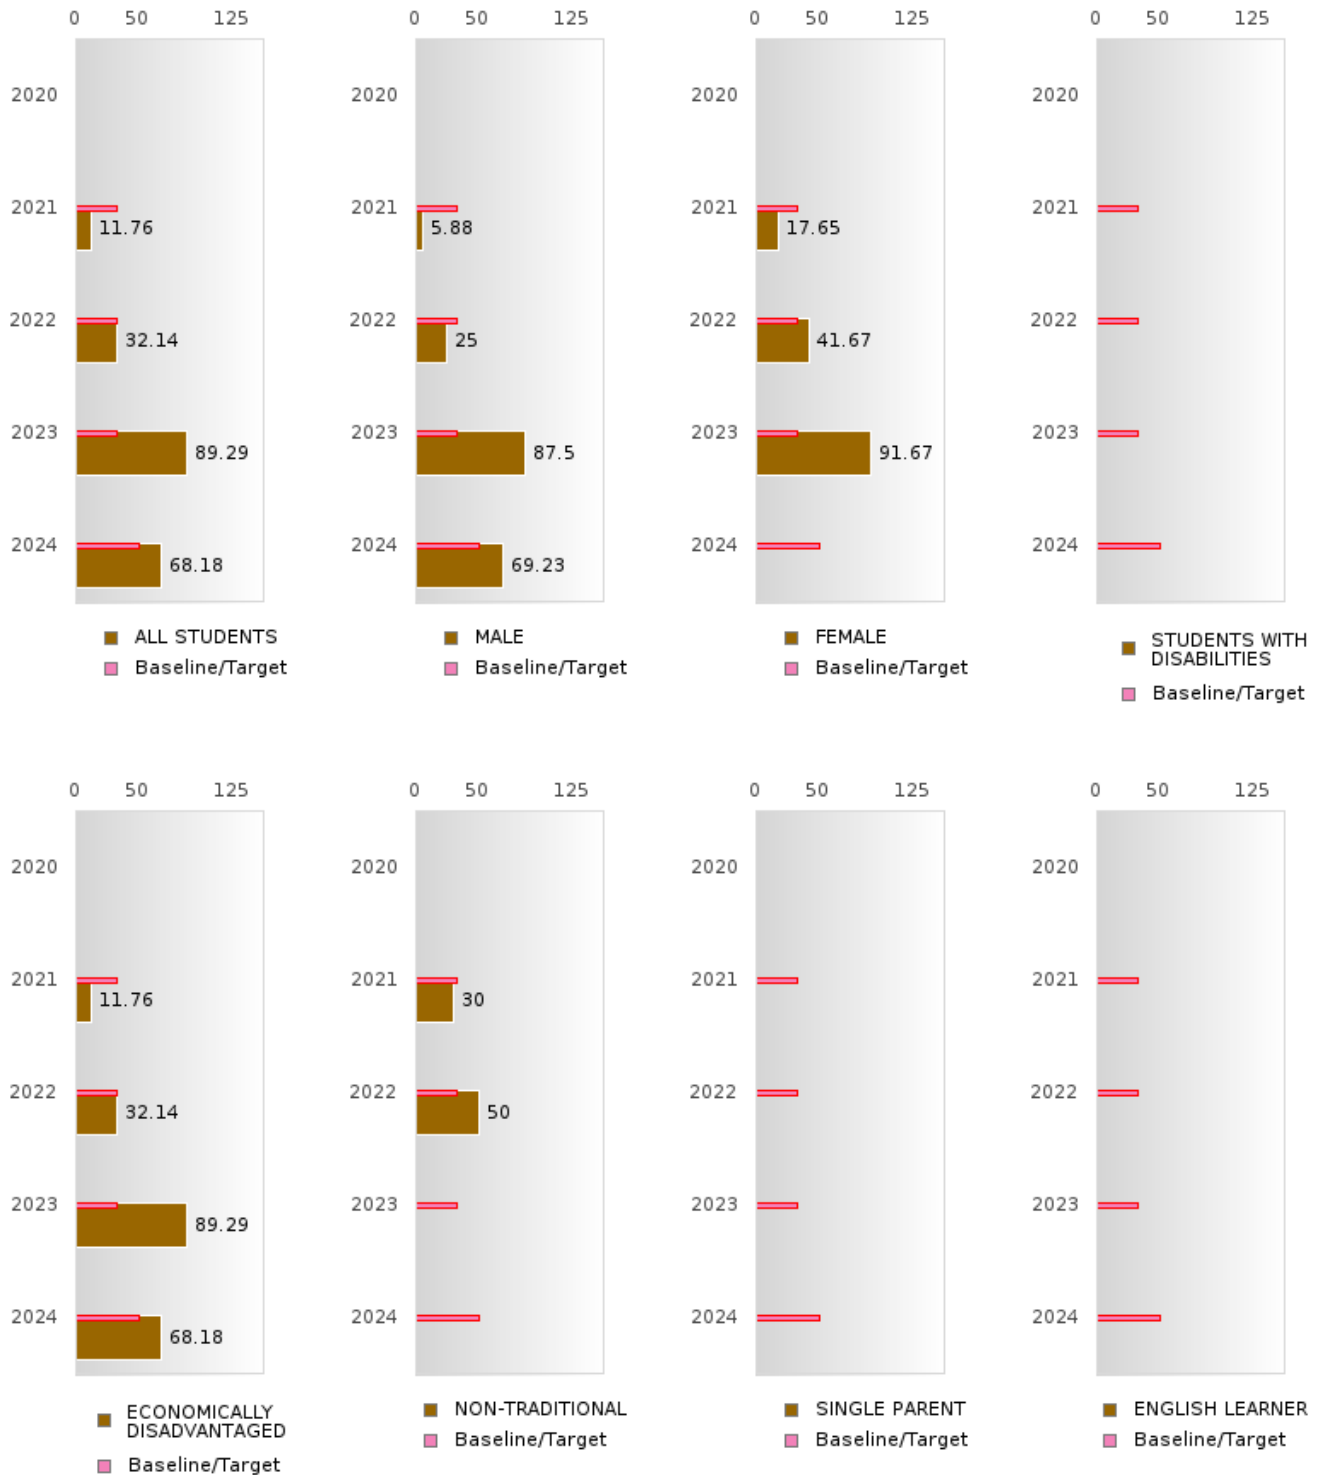 0 50 125
2020
2021
11.76
2022
32.14
2023
89.29
2024
68.18
ALL STUDENTS
Baseline/Target
0 50 125
2020
2021
5.88
2022
25
2023
87.5
2024
69.23
MALE
Baseline/Target
0 50 125
2020
2021
17.65
2022
41.67
2023
91.67
2024
FEMALE
Baseline/Target
0 50 125
2020
2021
2022
2023
2024
STUDENTS WITH
DISABILITIES
Baseline/Target
0 50 125
2020
2021
11.76
2022
32.14
2023
89.29
2024
68.18
ECONOMICALLY
DISADVANTAGED
Baseline/Target
0 50 125
2020
2021
30
2022
50
2023
2024
NON-TRADITIONAL
Baseline/Target
0 50 125
2020
2021
2022
2023
2024
SINGLE PARENT
Baseline/Target
0 50 125
2020
2021
2022
2023
2024
ENGLISH LEARNER
Baseline/Target